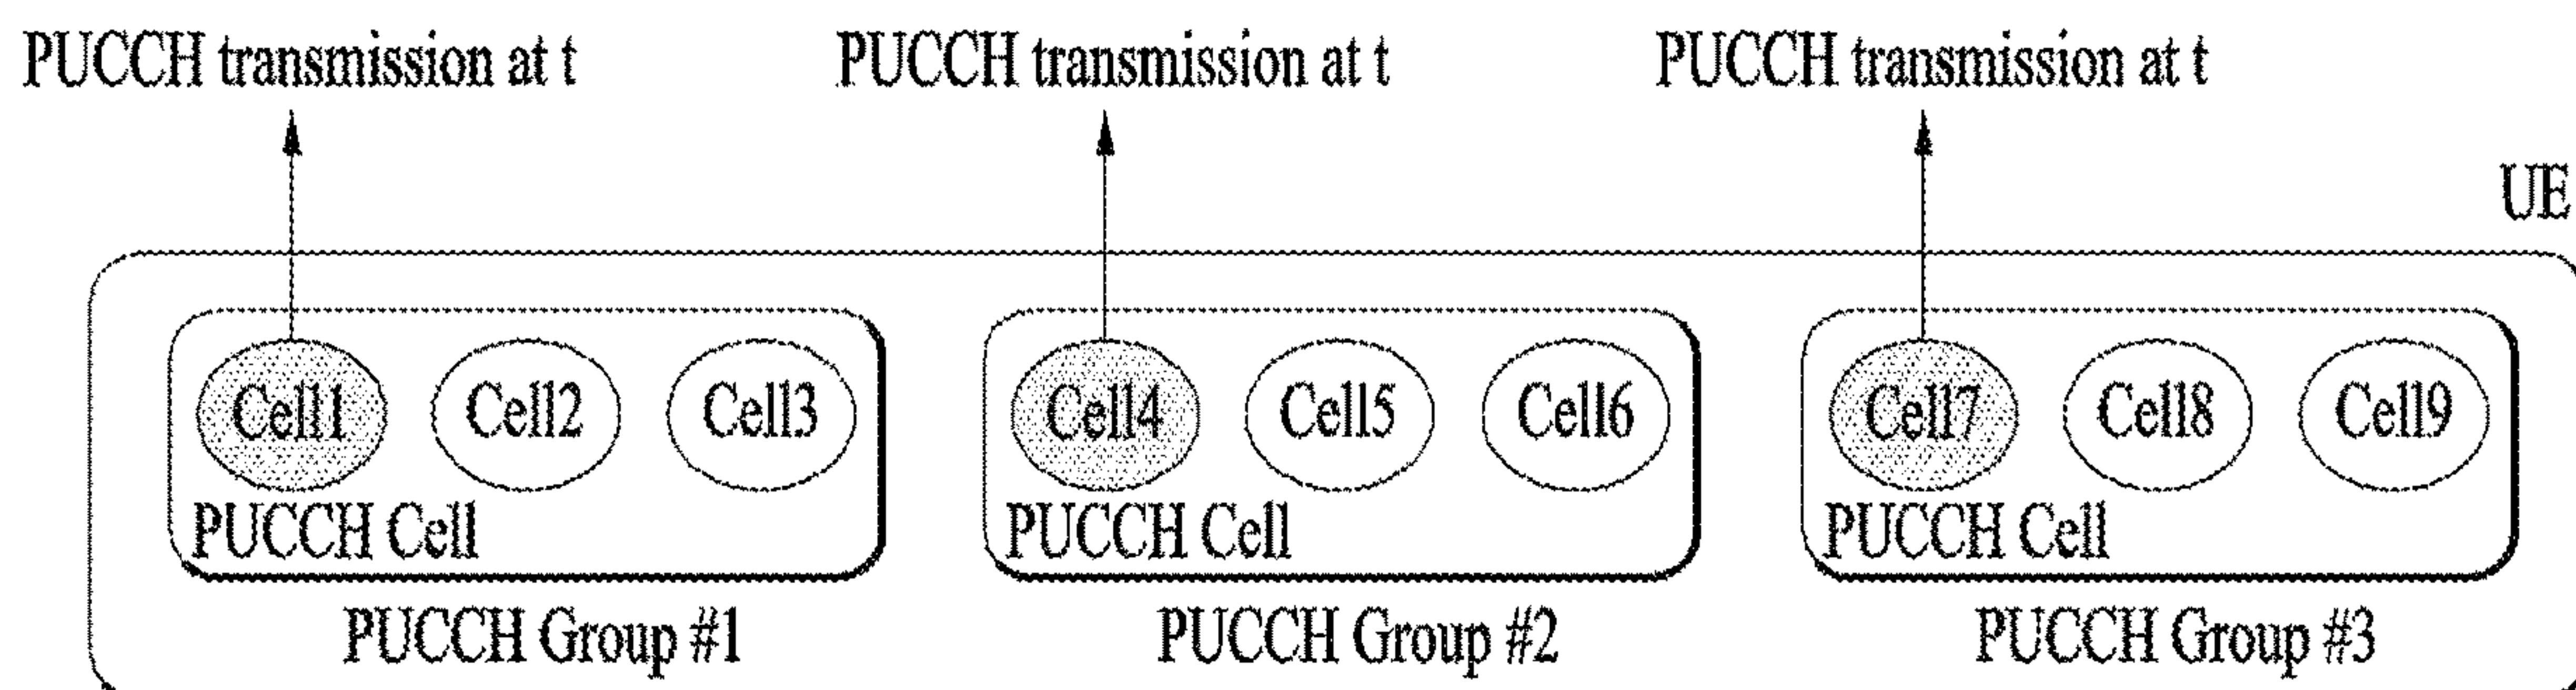 PUCCH transmission at t PUCCH transmission at t PUCCH transmission at t
UE
Cell1 Cell2 Cell3 Cell4 Cell5 Cell6 Cell7 Cell8 Cell9
PUCCH Cell PUCCH Cell PUCCH Cell
PUCCH Group #1 PUCCH Group #2 PUCCH Group #3